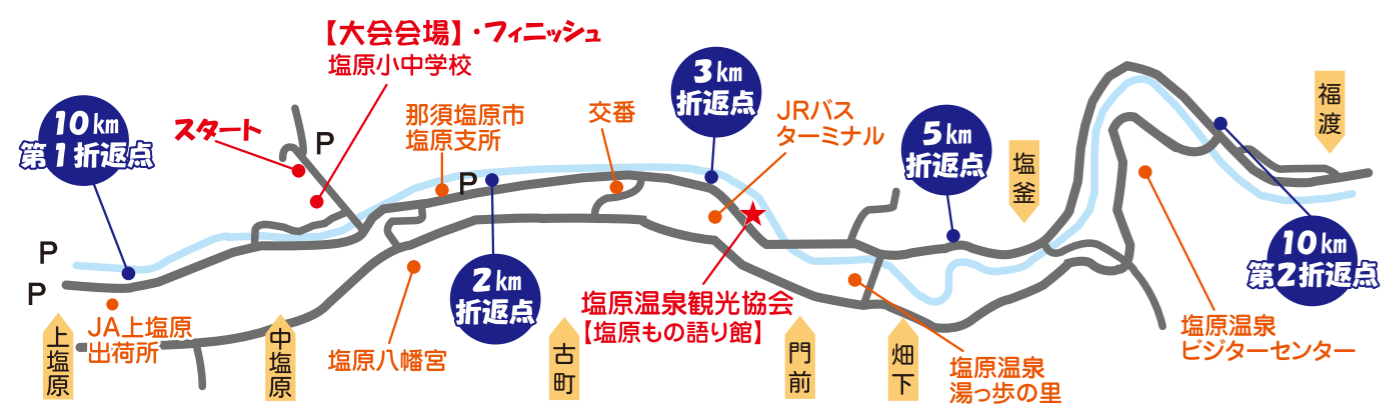 【大会会場】・フィニッシュ
塩原小中学校
スタート
P
10km
第1折返点
那須塩原市
塩原支所
交番
3km
折返点
JRバス
ターミナル
5km
折返点
塩釜
福渡
P
P
P
JA上塩原
出荷所
上塩原
中塩原
塩原八幡宮
2km
折返点
古町
塩原温泉観光協会
【塩原もの語り館】
門前
畑下
塩原温泉
湯っ歩の里
塩原温泉
ビジターセンター
10km
第2折返点